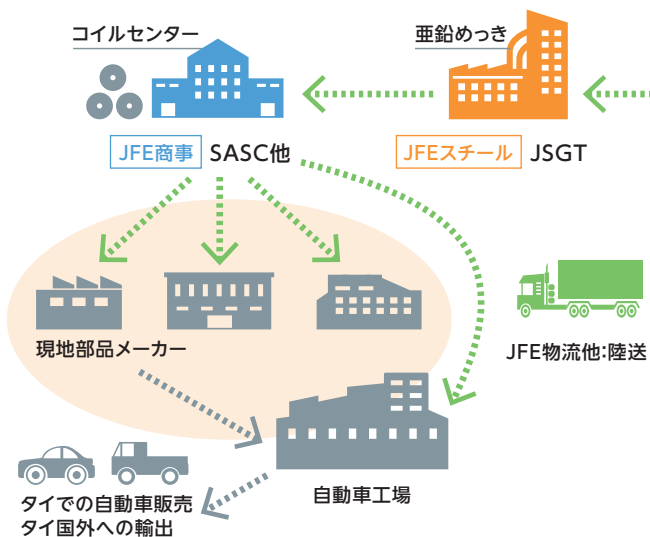 コイルセンター
亜鉛めっき
JFE商事 SASC他
JFEスチール JSGT
現地部品メーカー
JFE物流他:陸送
自動車工場
タイでの自動車販売
タイ国外への輸出